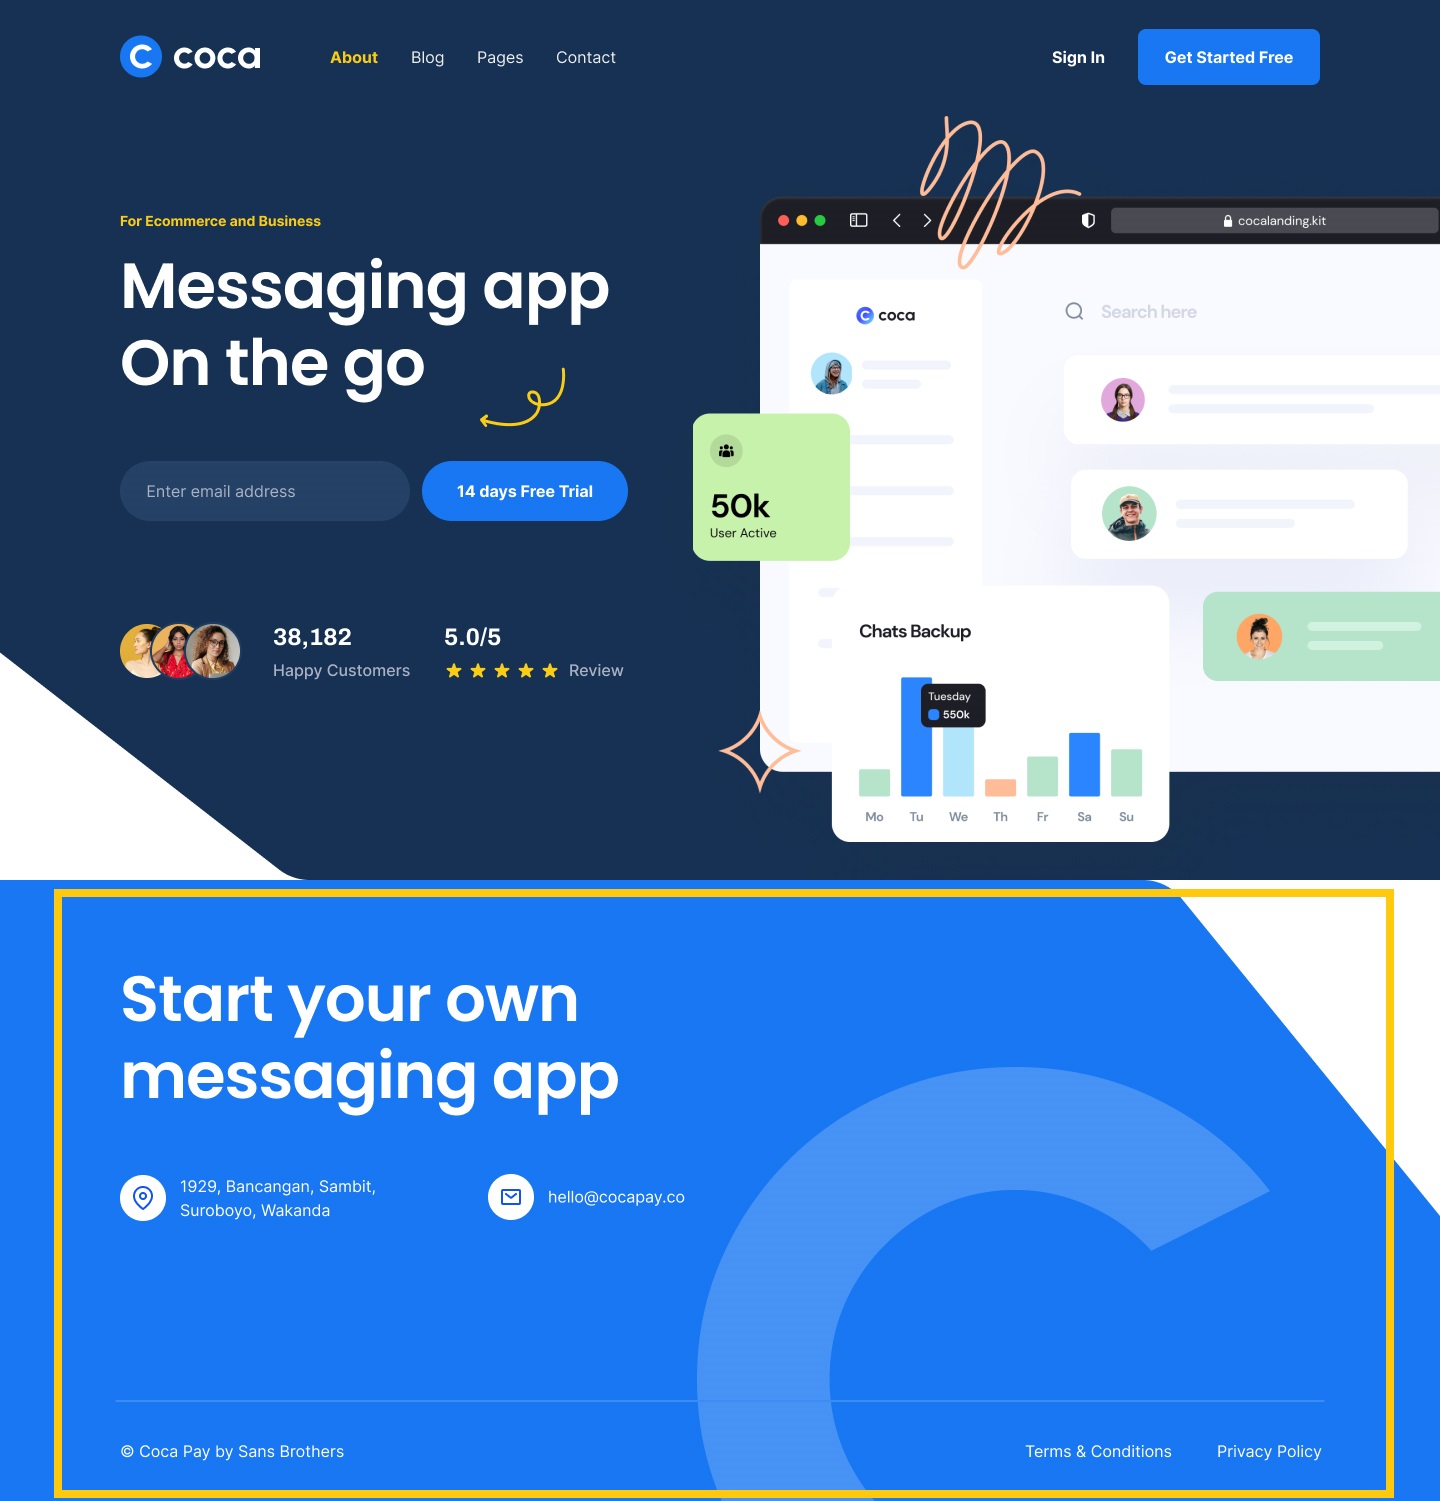 coca
About
Blog
Pages
Contact
Sign In
Get Started Free
For Ecommerce and Business
Messaging app
On the go
Enter email address
14 days Free Trial
38,182
Happy Customers
5.0/5
Review
cocalanding.kit
coca
Search here
50k
User Active
Chats Backup
Tuesday
550k
Mo Tu We Th Fr Sa Su
Start your own
messaging app
1929, Bancangan, Sambit,
Suroboyo, Wakanda
hello@cocapay.co
© Coca Pay by Sans Brothers
Terms & Conditions
Privacy Policy